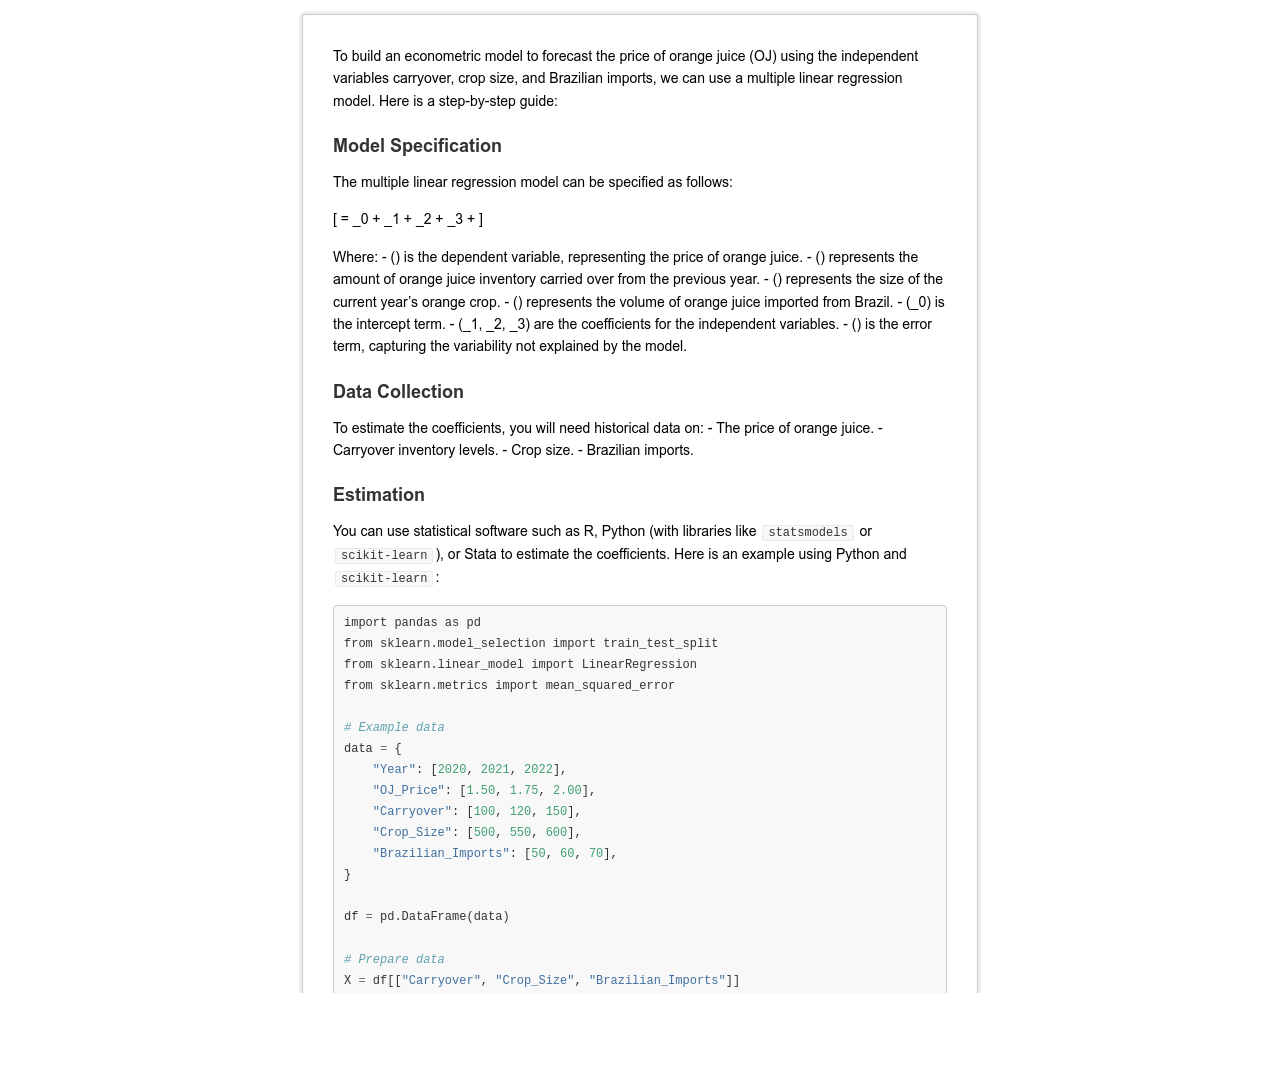 To build an econometric model to forecast the price of orange juice (OJ) using the independent
variables carryover, crop size, and Brazilian imports, we can use a multiple linear regression
model. Here is a step-by-step guide:
Model Specification
The multiple linear regression model can be specified as follows:
[ = _0 + _1 + _2 + _3 + ]
Where: - () is the dependent variable, representing the price of orange juice. - () represents the
amount of orange juice inventory carried over from the previous year. - () represents the size of the
current year’s orange crop. - () represents the volume of orange juice imported from Brazil. - (_0) is
the intercept term. - (_1, _2, _3) are the coefficients for the independent variables. - () is the error
term, capturing the variability not explained by the model.
Data Collection
To estimate the coefficients, you will need historical data on: - The price of orange juice. -
Carryover inventory levels. - Crop size. - Brazilian imports.
Estimation
You can use statistical software such as R, Python (with libraries like statsmodels or
scikit-learn), or Stata to estimate the coefficients. Here is an example using Python and
scikit-learn:
import pandas as pd
from sklearn.model_selection import train_test_split
from sklearn.linear_model import LinearRegression
from sklearn.metrics import mean_squared_error
# Example data
data = {
    "Year": [2020, 2021, 2022],
    "OJ_Price": [1.50, 1.75, 2.00],
    "Carryover": [100, 120, 150],
    "Crop_Size": [500, 550, 600],
    "Brazilian_Imports": [50, 60, 70],
}
df = pd.DataFrame(data)
# Prepare data
X = df[["Carryover", "Crop_Size", "Brazilian_Imports"]]